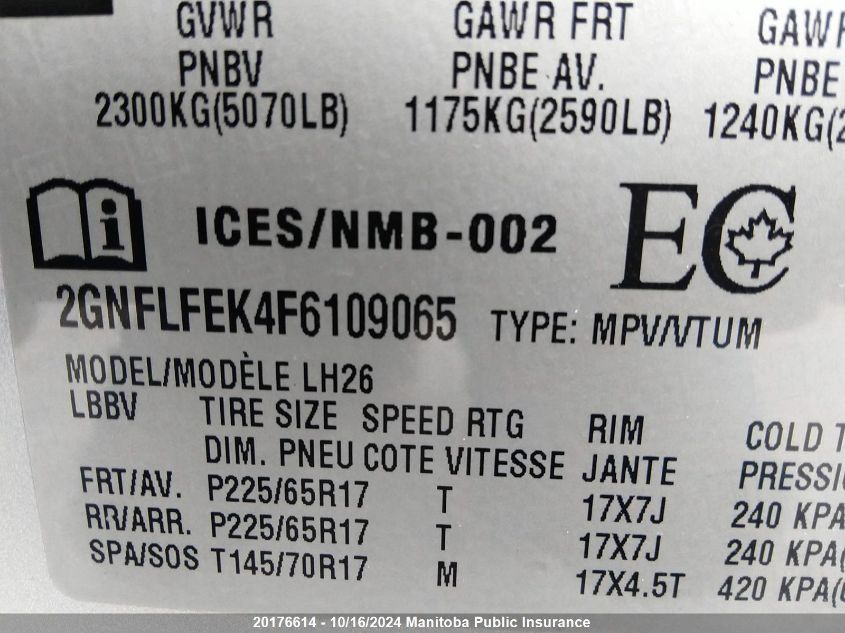 GVWR GAWR FRT GAWR
PNBV PNBE AV. PNBE
2300KG(5070LB) 1175KG(2590LB) 1240KG(2
ICES/NMB-002 EC
2GNFLFEK4F6109065 TYPE: MPV/VTUM
MODEL/MODÈLE LH26
LBBV TIRE SIZE SPEED RTG RIM COLD T
DIM. PNEU COTE VITESSE JANTE PRESSIO
FRT/AV. P225/65R17 T 17X7J 240 KPA
RR/ARR. P225/65R17 T 17X7J 240 KPA(
SPA/SOS T145/70R17 M 17X4.5T 420 KPA(
20176614 - 10/16/2024 Manitoba Public Insurance